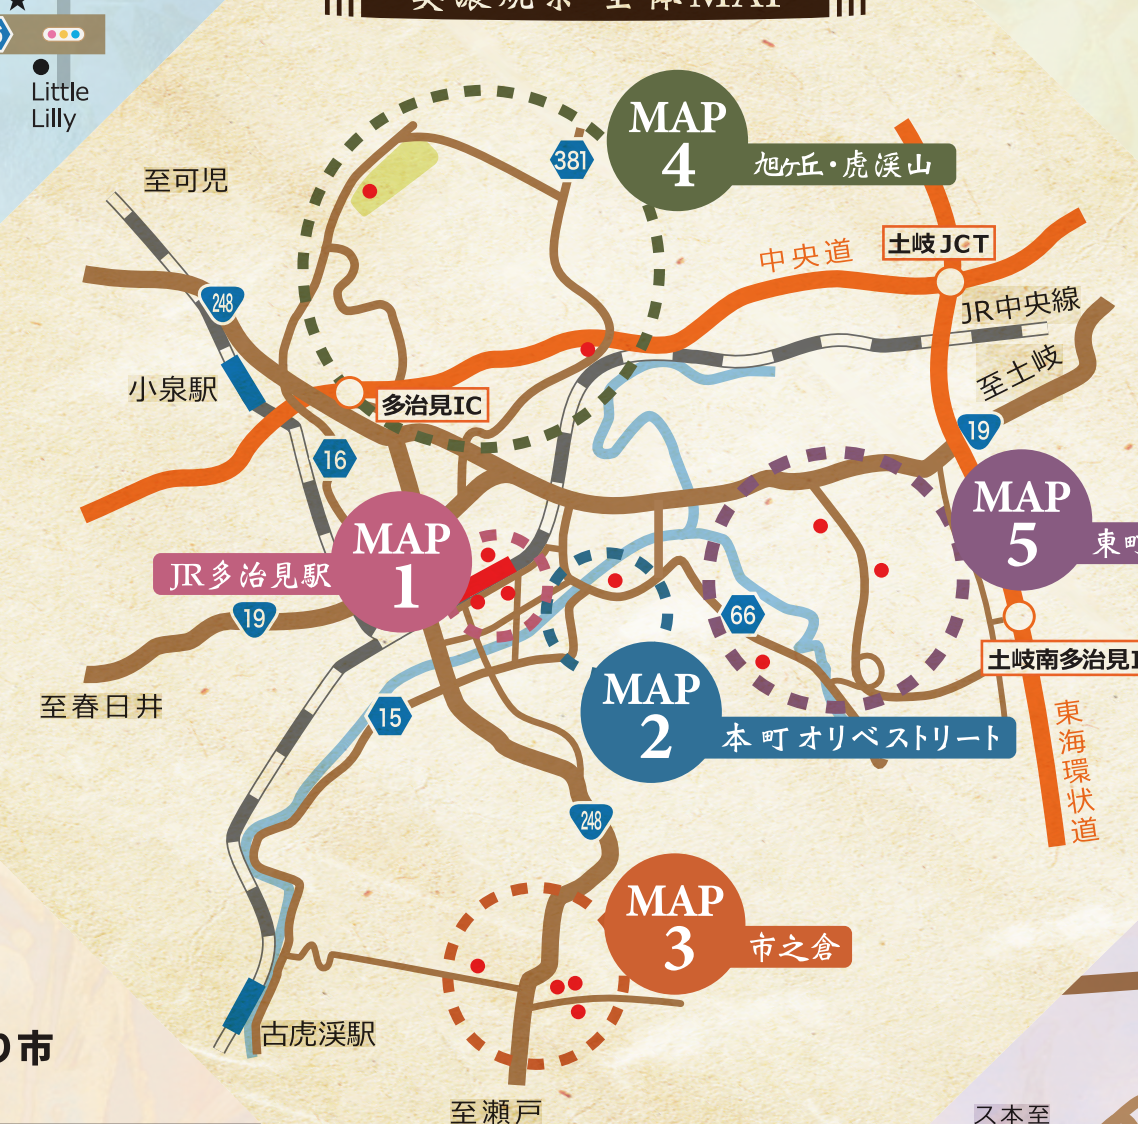 Little
Lilly
MAP
4
旭ヶ丘・虎渓山
381
至可児
土岐JCT
中央道
248
JR中央線
至土岐
小泉駅
多治見IC
19
16
MAP
5
MAP
1
JR多治見駅
19
66
土岐南多治見I
至春日井
15
MAP
2
本町オリベストリート
東海環状道
248
MAP
3
市之倉
古虎渓駅
市
至瀬戸
ス本至